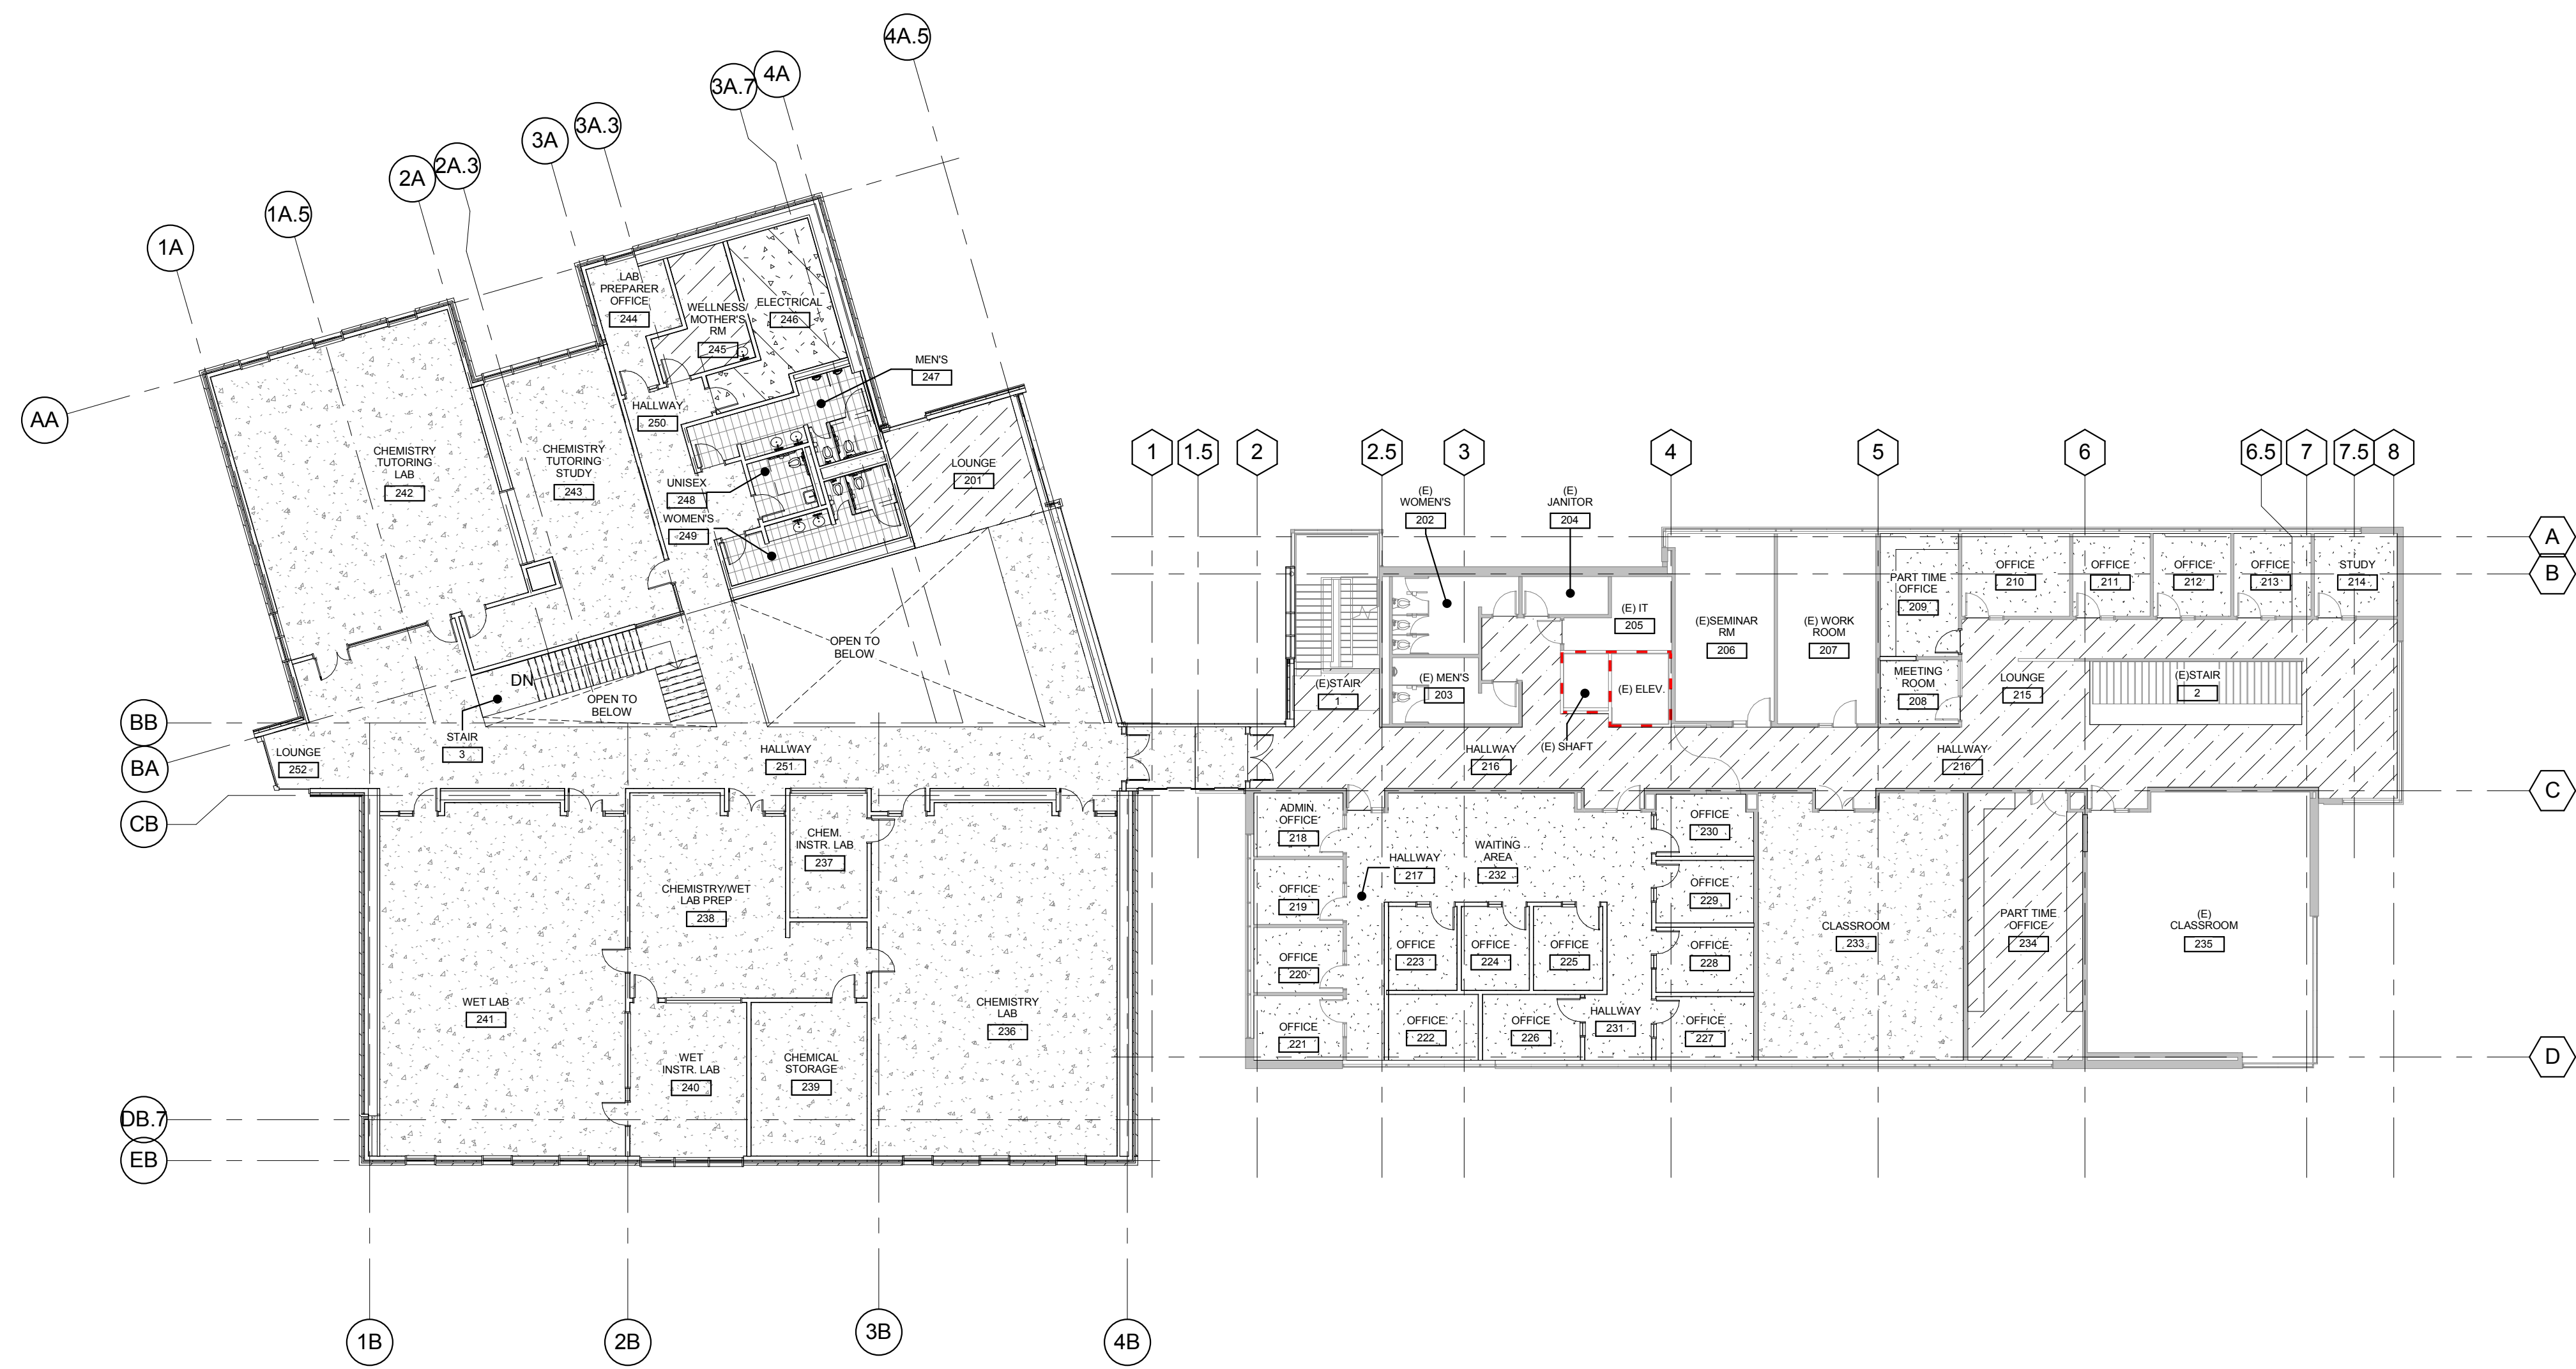 4A.5
3A.7
4A
3A.3
3A
2A.3
2A
1A.5
1A
AA
LAB
PREPARER
OFFICE
244
WELLNESS/
MOTHER'S
RM
245
ELECTRICAL
246
MEN'S
247
HALLWAY
250
CHEMISTRY
TUTORING
LAB
242
CHEMISTRY
TUTORING
STUDY
243
UNISEX
248
WOMEN'S
249
LOUNGE
201
OPEN TO
BELOW
DN
OPEN TO
BELOW
STAIR
3
LOUNGE
252
HALLWAY
251
BB
BA
CB
DB.7
EB
1B
2B
3B
4B
CHEM.
INSTR. LAB
237
CHEMISTRY/WET
LAB PREP
238
WET LAB
241
WET
INSTR. LAB
240
CHEMICAL
STORAGE
239
CHEMISTRY
LAB
236
1
1.5
2
2.5
3
4
5
6
6.5
7
7.5
8
A
B
C
D
(E)
WOMEN'S
202
(E)
JANITOR
204
(E) IT
205
(E)SEMINAR
RM
206
(E) WORK
ROOM
207
PART TIME
OFFICE
209
OFFICE
210
OFFICE
211
OFFICE
212
OFFICE
213
STUDY
214
(E)STAIR
1
(E) MEN'S
203
(E) ELEV.
(E) SHAFT
MEETING
ROOM
208
LOUNGE
215
(E)STAIR
2
HALLWAY
216
HALLWAY
216
ADMIN.
OFFICE
218
OFFICE
219
OFFICE
220
OFFICE
221
HALLWAY
217
WAITING
AREA
232
OFFICE
223
OFFICE
224
OFFICE
225
OFFICE
222
OFFICE
226
HALLWAY
231
OFFICE
230
OFFICE
229
OFFICE
228
OFFICE
227
CLASSROOM
233
PART TIME
OFFICE
234
(E)
CLASSROOM
235